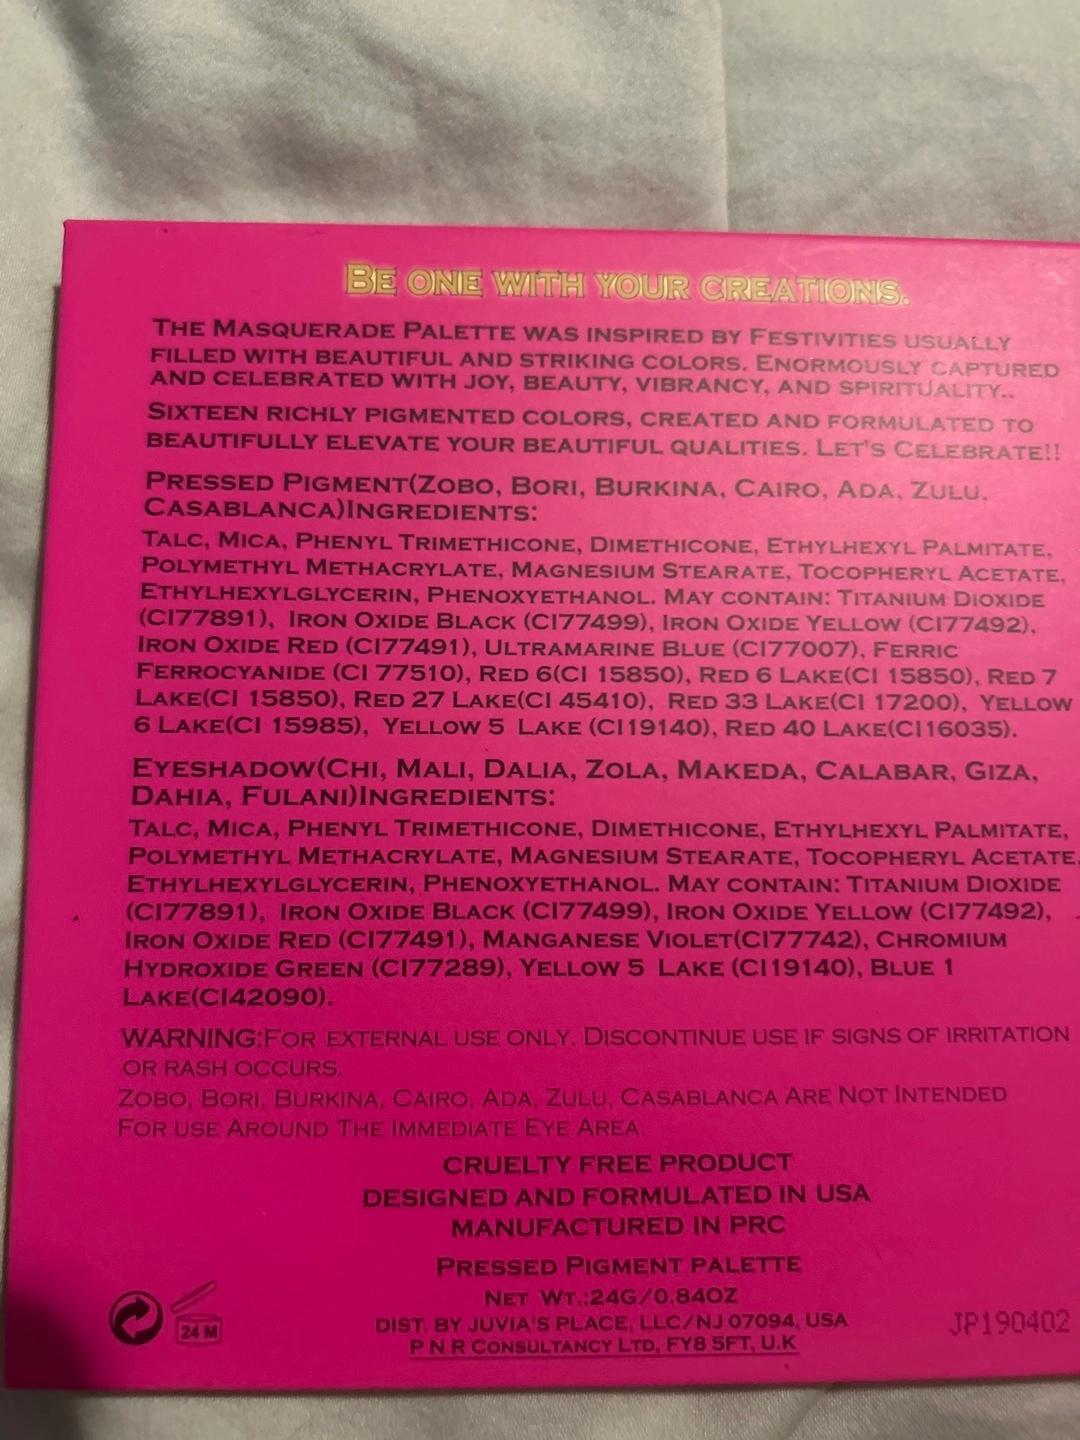 BE ONE WITH YOUR CREATIONS.
THE MASQUERADE PALETTE WAS INSPIRED BY FESTIVITIES USUALLY
FILLED WITH BEAUTIFUL AND STRIKING COLORS. ENORMOUSLY CAPTURED
AND CELEBRATED WITH JOY, BEAUTY, VIBRANCY, AND SPIRITUALITY..
SIXTEEN RICHLY PIGMENTED COLORS, CREATED AND FORMULATED TO
BEAUTIFULLY ELEVATE YOUR BEAUTIFUL QUALITIES. LET'S CELEBRATE!!
PRESSED PIGMENT(ZOBO, BORI, BURKINA, CAIRO, ADA, ZULU,
CASABLANCA)INGREDIENTS:
TALC, MICA, PHENYL TRIMETHICONE, DIMETHICONE, ETHYLHEXYL PALMITATE,
POLYMETHYL METHACRYLATE, MAGNESIUM STEARATE, TOCOPHERYL ACETATE,
ETHYLHEXYLGLYCERIN, PHENOXYETHANOL. MAY CONTAIN: TITANIUM DIOXIDE
(CI77891), IRON OXIDE BLACK (CI77499), IRON OXIDE YELLOW (CI77492),
IRON OXIDE RED (CI77491), ULTRAMARINE BLUE (CI77007), FERRIC
FERROCYANIDE (CI 77510), RED 6(CI 15850), RED 6 LAKE(CI 15850), RED 7
LAKE(CI 15850), RED 27 LAKE(CI 45410), RED 33 LAKE(CI 17200), YELLOW
6 LAKE(CI 15985), YELLOW 5 LAKE (CI19140), RED 40 LAKE(CI16035).
EYESHADOW(CHI, MALI, DALIA, ZOLA, MAKEDA, CALABAR, GIZA,
DAHIA, FULANI)INGREDIENTS:
TALC, MICA, PHENYL TRIMETHICONE, DIMETHICONE, ETHYLHEXYL PALMITATE,
POLYMETHYL METHACRYLATE, MAGNESIUM STEARATE, TOCOPHERYL ACETATE,
ETHYLHEXYLGLYCERIN, PHENOXYETHANOL. MAY CONTAIN: TITANIUM DIOXIDE
(CI77891), IRON OXIDE BLACK (CI77499), IRON OXIDE YELLOW (CI77492),
IRON OXIDE RED (CI77491), MANGANESE VIOLET(CI77742), CHROMIUM
HYDROXIDE GREEN (CI77289), YELLOW 5 LAKE (CI19140), BLUE 1
LAKE(CI42090).
WARNING:FOR EXTERNAL USE ONLY. DISCONTINUE USE IF SIGNS OF IRRITATION
OR RASH OCCURS.
ZOBO, BORI, BURKINA, CAIRO, ADA, ZULU, CASABLANCA ARE NOT INTENDED
FOR USE AROUND THE IMMEDIATE EYE AREA.
CRUELTY FREE PRODUCT
DESIGNED AND FORMULATED IN USA
MANUFACTURED IN PRC
PRESSED PIGMENT PALETTE
NET WT.:24G/0.84OZ
DIST. BY JUVIA'S PLACE, LLC/NJ 07094, USA
P N R CONSULTANCY LTD, FY8 5FT, U.K
24 M
JP190402